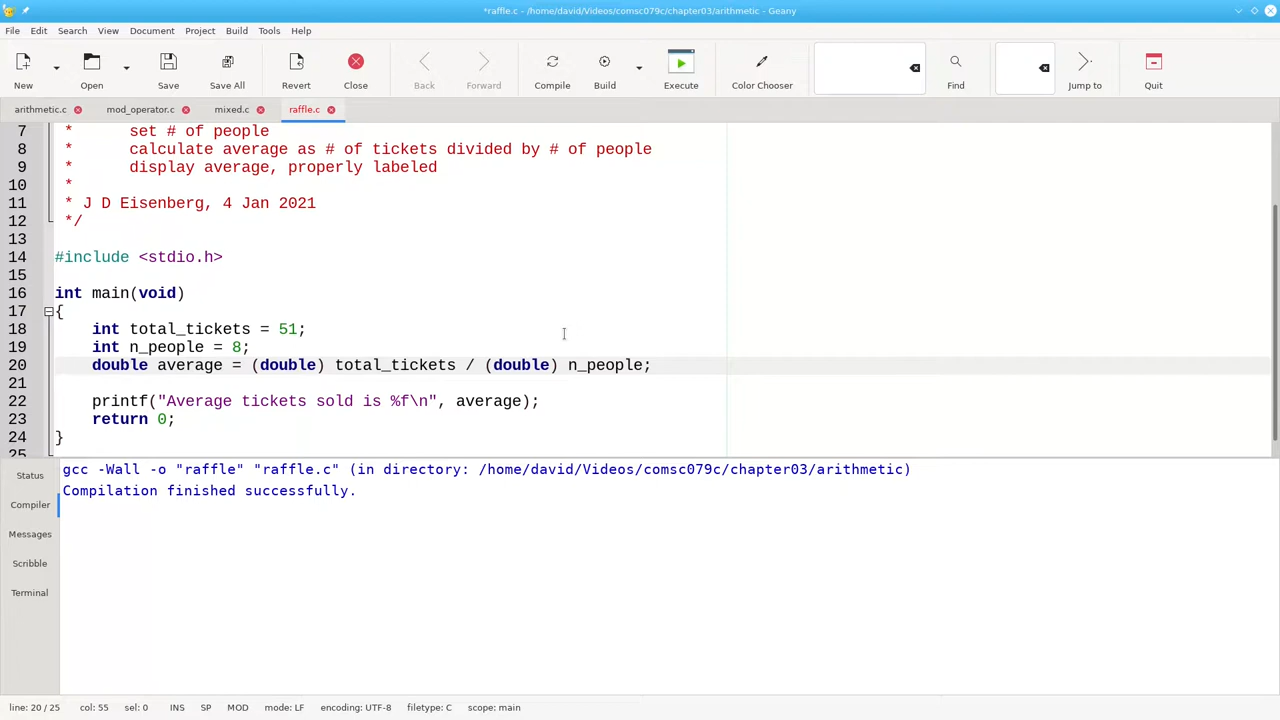 *raffle.c - /home/david/Videos/comsc079c/chapter03/arithmetic - Geany
File Edit Search View Document Project Build Tools Help
New Open Save Save All Revert Close Back Forward Compile Build Execute Color Chooser Find Jump to Quit
arithmetic.c mod_operator.c mixed.c raffle.c
7 * set # of people
8 * calculate average as # of tickets divided by # of people
9 * display average, properly labeled
10 *
11 * J D Eisenberg, 4 Jan 2021
12 */
13
14 #include <stdio.h>
15
16 int main(void)
17 {
18 int total_tickets = 51;
19 int n_people = 8;
20 double average = (double) total_tickets / (double) n_people;
21
22 printf("Average tickets sold is %f\n", average);
23 return 0;
24 }
25
Status
Compiler
Messages
Scribble
Terminal
gcc -Wall -o "raffle" "raffle.c" (in directory: /home/david/Videos/comsc079c/chapter03/arithmetic)
Compilation finished successfully.
line: 20 / 25 col: 55 sel: 0 INS SP MOD mode: LF encoding: UTF-8 filetype: C scope: main